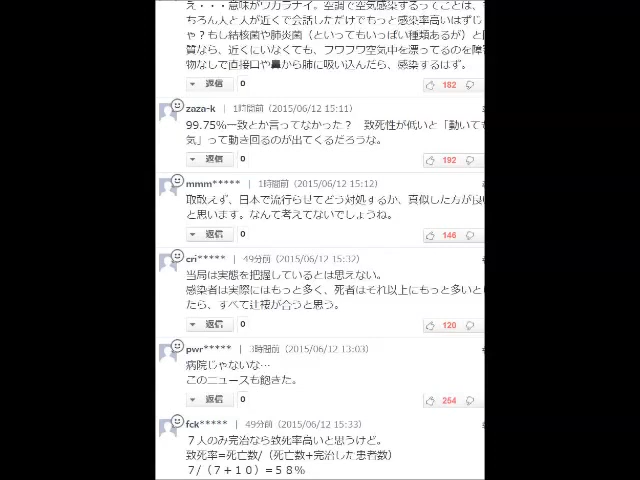 え・・・意味がワカラナイ。空調で空気感染するってことは、
ちろん人と人が近くで会話しただけでもっと感染率高いはずじ
ゃ？もし結核菌や肺炎菌（といってもいっぱい種類あるが）と同
質なら、近くにいなくても、フワフワ空気中を漂ってるのを障害
物なしで直接口や鼻から肺に吸い込んだら、感染するはず。
返信 0 182
zaza-k | 1時間前（2015/06/12 15:11）
99.75%一致とか言ってなかった？　致死性が低いと「動いても
気」って動き回るのが出てくるだろうな。
返信 0 192
mmm***** | 1時間前（2015/06/12 15:12）
取敢えず、日本で流行らせてどう対処するか、真似した方が良い
と思います。なんて考えてないでしょうね。
返信 0 146
cri***** | 49分前（2015/06/12 15:32）
当局は実態を把握しているとは思えない。
感染者は実際にはもっと多く、死者はそれ以上にもっと多いとし
たら、すべて辻褄が合うと思う。
返信 0 120
pwr***** | 3時間前（2015/06/12 13:03）
病院じゃないな…
このニュースも飽きた。
返信 0 254
fck***** | 49分前（2015/06/12 15:33）
７人のみ完治なら致死率高いと思うけど。
致死率=死亡数/（死亡数+完治した患者数）
７/（７+１０）=５８%